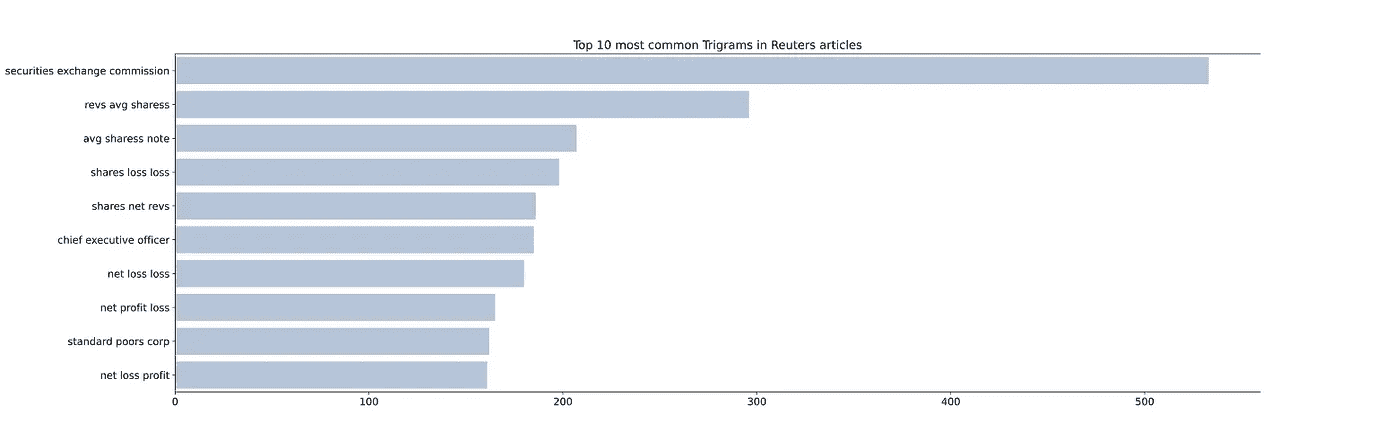 Top 10 most common Trigrams in Reuters articles
securities exchange commission
revs avg sharess
avg sharess note
shares loss loss
shares net revs
chief executive officer
net loss loss
net profit loss
standard poors corp
net loss profit
0 100 200 300 400 500